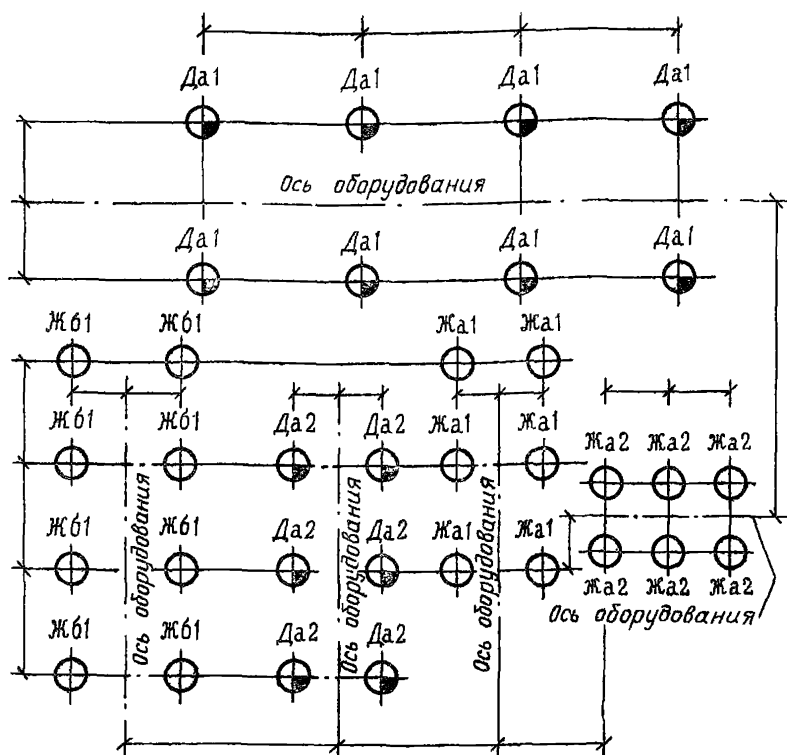 Да1 Да1 Да1 Да1
Ось оборудования
Да1 Да1 Да1 Да1
Жб1 Жб1 Жа1 Жа1
Жб1 Жб1 Да2 Да2 Жа1 Жа1
Жа2 Жа2 Жа2
Жб1 Жб1 Да2 Да2 Жа1 Жа1
Жа2 Жа2 Жа2
Ось оборудования
Жб1 Жб1 Да2 Да2
Ось оборудования
Ось оборудования
Ось оборудования